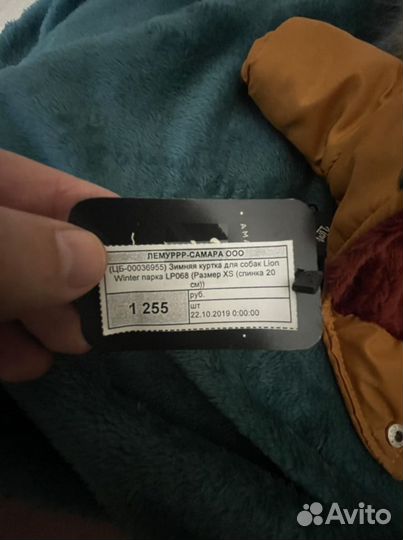 ЛЕМУРРР-САМАРА ООО
(ЦБ-00036955) Зимняя куртка для собак Lion
Winter парка LP068 (Размер XS (спинка 20
см))
1 255
руб.
шт
22.10.2019 0:00:00
Avito